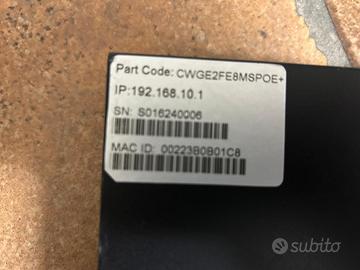 Part Code: CWGE2FE8MSPOE+
IP:192.168.10.1
SN: S016240006
MAC ID: 00223B0B01C8
subito